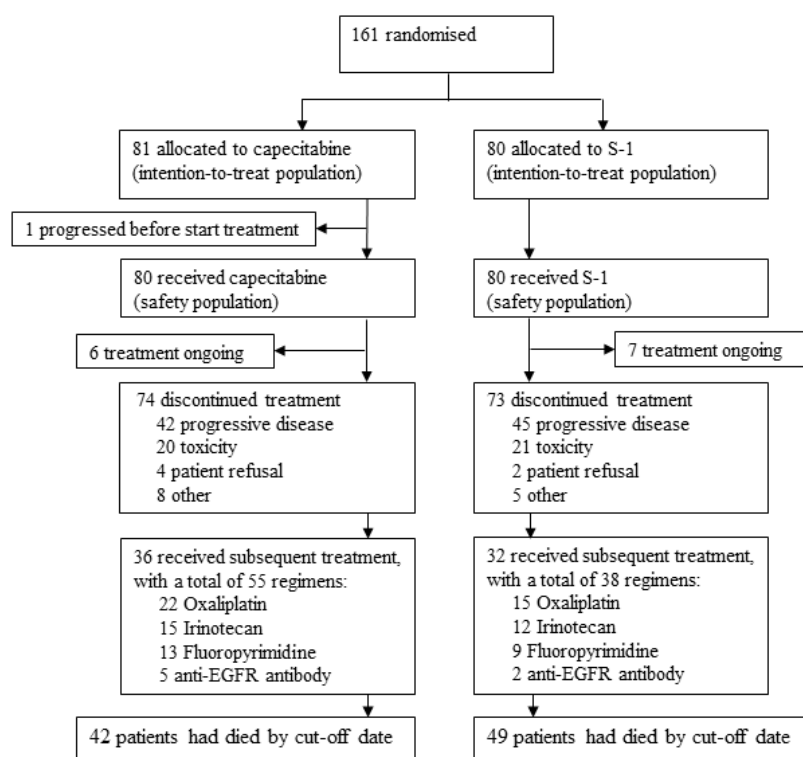 161 randomised
81 allocated to capecitabine
(intention-to-treat population)
80 allocated to S-1
(intention-to-treat population)
1 progressed before start treatment
80 received capecitabine
(safety population)
80 received S-1
(safety population)
6 treatment ongoing
7 treatment ongoing
74 discontinued treatment
42 progressive disease
20 toxicity
4 patient refusal
8 other
73 discontinued treatment
45 progressive disease
21 toxicity
2 patient refusal
5 other
36 received subsequent treatment,
with a total of 55 regimens:
22 Oxaliplatin
15 Irinotecan
13 Fluoropyrimidine
5 anti-EGFR antibody
32 received subsequent treatment,
with a total of 38 regimens:
15 Oxaliplatin
12 Irinotecan
9 Fluoropyrimidine
2 anti-EGFR antibody
42 patients had died by cut-off date
49 patients had died by cut-off date